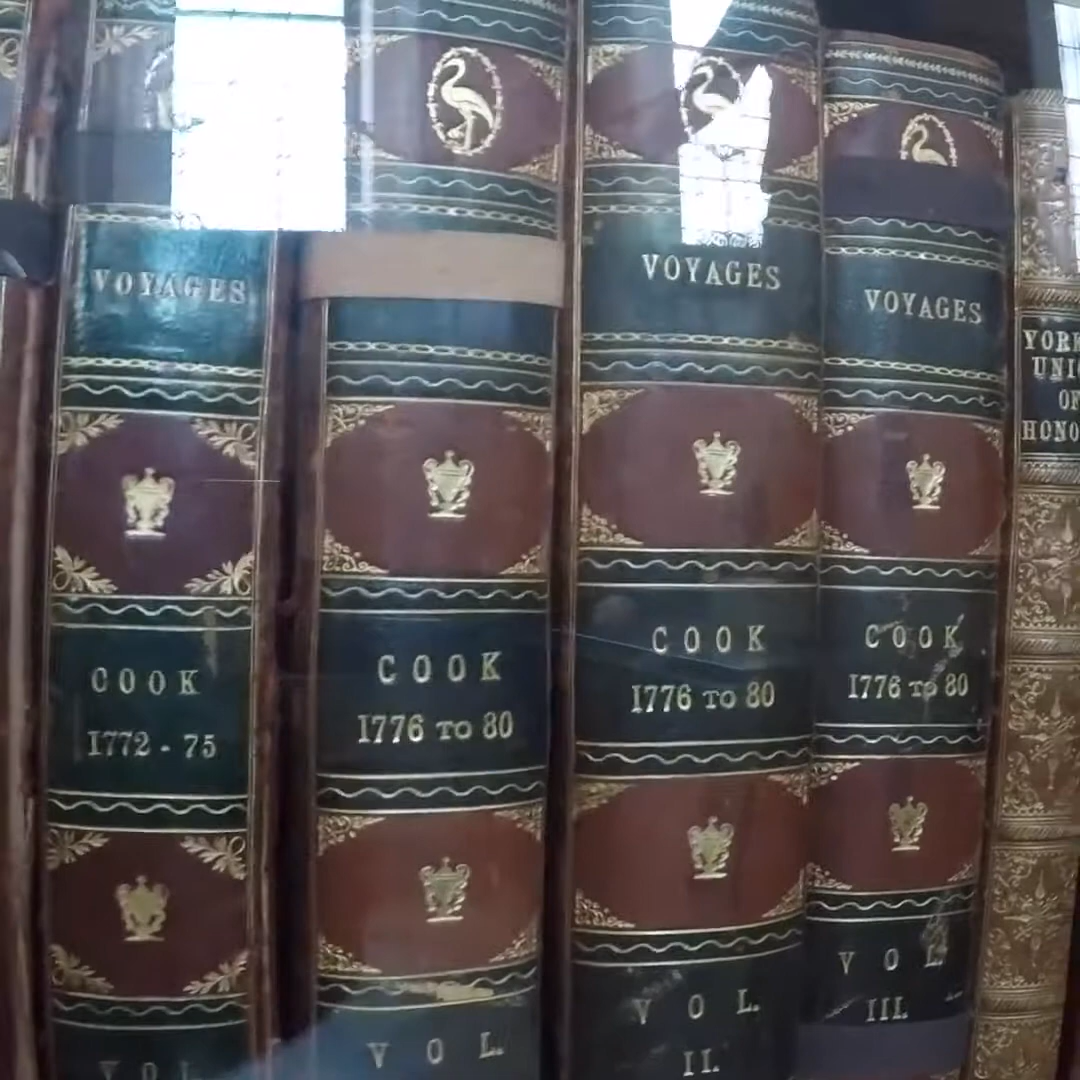 VOYAGES
COOK
1772 - 75
VOL
COOK
1776 TO 80
VOL.
VOYAGES
COOK
1776 TO 80
VOL.
II.
VOYAGES
COOK
1776 TO 80
VOL.
III.
YORK
UNI
OF
HONO